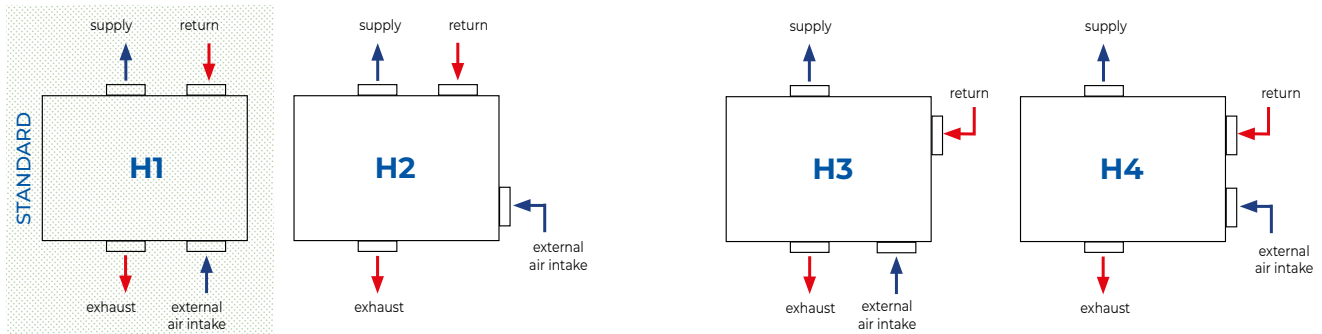 supply
return
STANDARD
H1
exhaust
external
air intake
supply
return
H2
external
air intake
exhaust
supply
return
H3
exhaust
external
air intake
supply
return
H4
external
air intake
exhaust